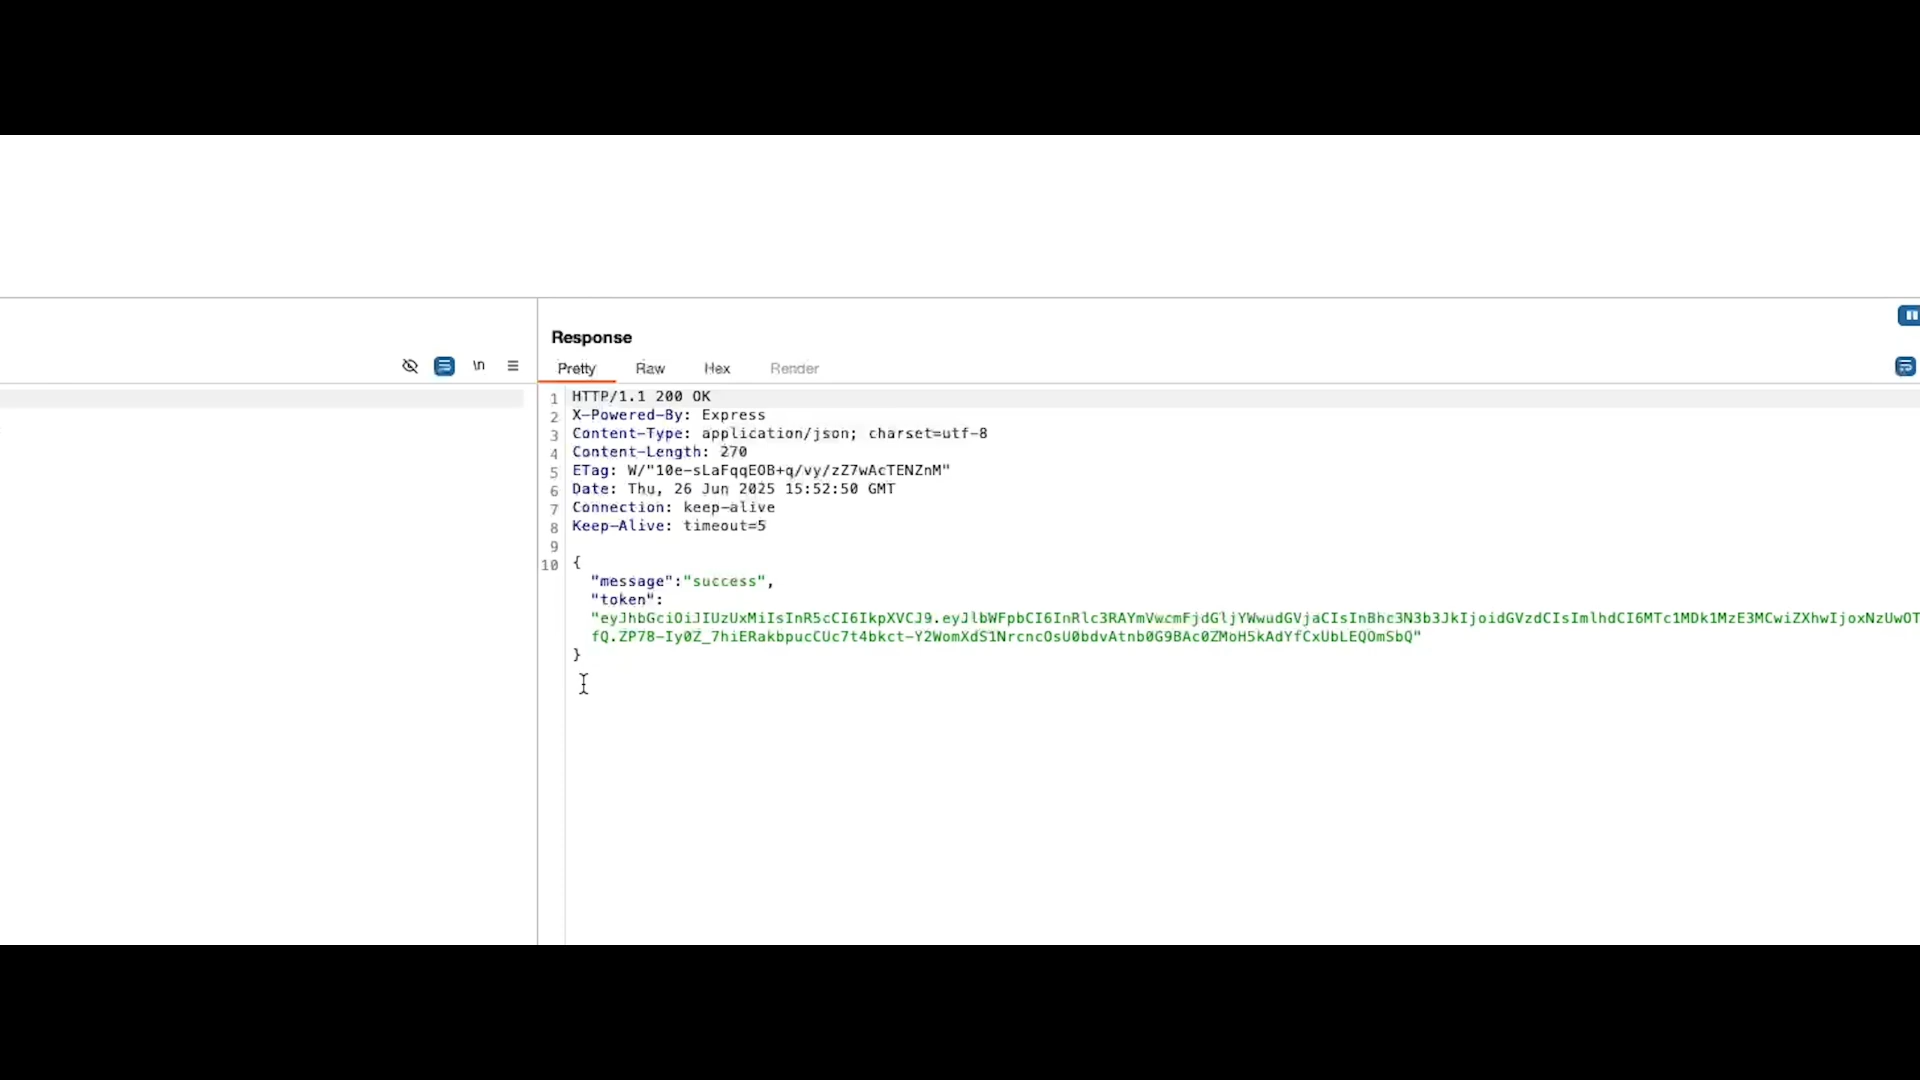 Response
\n
Pretty Raw Hex Render
1 HTTP/1.1 200 OK
2 X-Powered-By: Express
3 Content-Type: application/json; charset=utf-8
4 Content-Length: 270
5 ETag: W/"10e-sLaFqqEOB+q/vy/zZ7wAcTENZnM"
6 Date: Thu, 26 Jun 2025 15:52:50 GMT
7 Connection: keep-alive
8 Keep-Alive: timeout=5
9
10 {
"message":"success",
"token":
"eyJhbGciOiJIUzUxMiIsInR5cCI6IkpXVCJ9.eyJlbWFpbCI6InRlc3RAYmVwcmFjdGljYWwudGVjaCIsInBhc3N3b3JkIjoidGVzdCIsImlhdCI6MTc1MDk1MzE3MCwiZXhwIjoxNzUwOT
fQ.ZP78-Iy0Z_7hiERakbpucCUc7t4bkct-Y2WomXdS1NrcncOsU0bdvAtnb0G9BAc0ZMoH5kAdYfCxUbLEQOmSbQ"
}